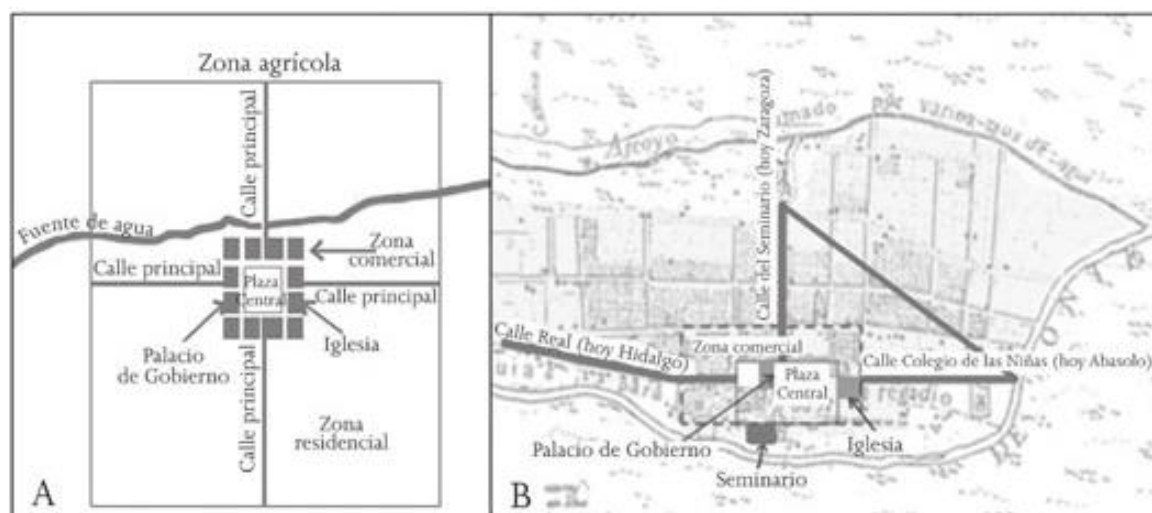 Zona agrícola
Calle principal
Fuente de agua
Zona
comercial
Calle principal
Plaza
Central
Calle principal
Palacio
de Gobierno
Iglesia
Calle principal
Zona
residencial
A
Arroyo
Calle del Seminario (hoy Zaragoza)
Calle Real (hoy Hidalgo)
Zona comercial
Calle Colegio de las Niñas (hoy Abasolo)
Plaza
Central
Palacio de Gobierno
Iglesia
Seminario
B